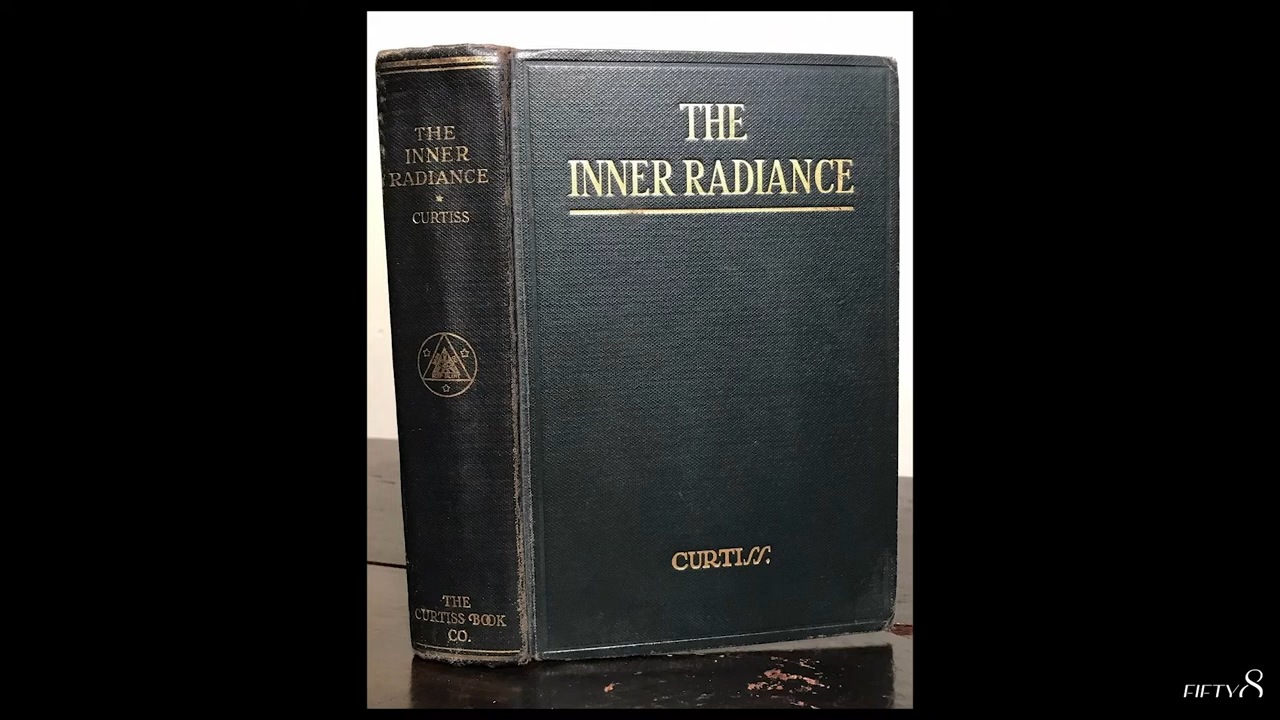 THE
INNER
RADIANCE
CURTISS
THE
CURTISS BOOK
CO.
THE
INNER RADIANCE
CURTISS.
FIFTY8